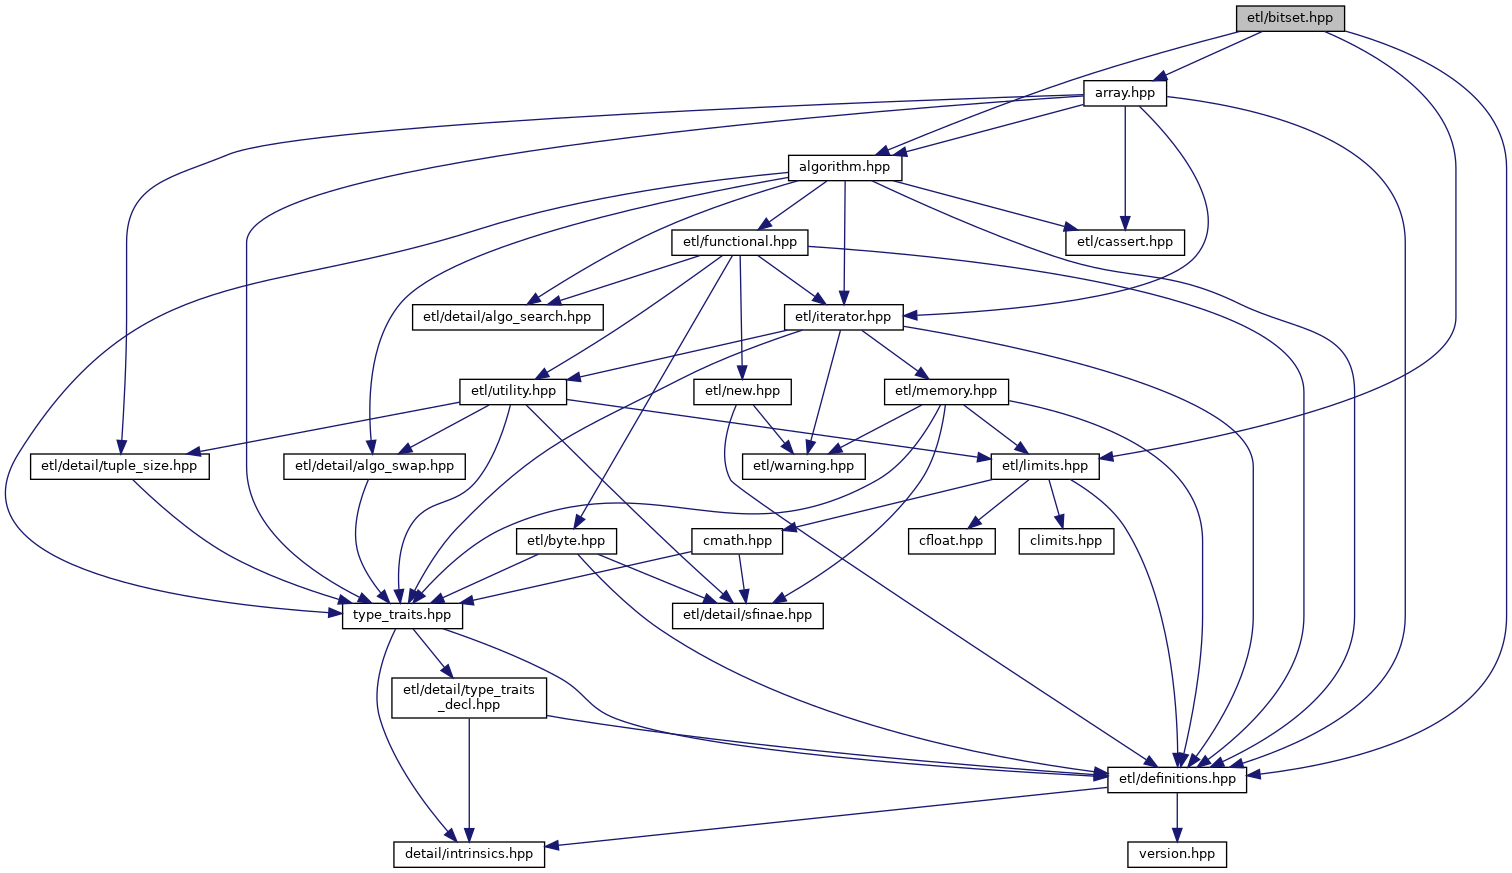 etl/bitset.hpp
array.hpp
algorithm.hpp
etl/functional.hpp
etl/cassert.hpp
etl/detail/algo_search.hpp
etl/iterator.hpp
etl/utility.hpp
etl/new.hpp
etl/memory.hpp
etl/detail/tuple_size.hpp
etl/detail/algo_swap.hpp
etl/warning.hpp
etl/limits.hpp
etl/byte.hpp
cmath.hpp
cfloat.hpp
climits.hpp
type_traits.hpp
etl/detail/sfinae.hpp
etl/detail/type_traits
_decl.hpp
etl/definitions.hpp
detail/intrinsics.hpp
version.hpp